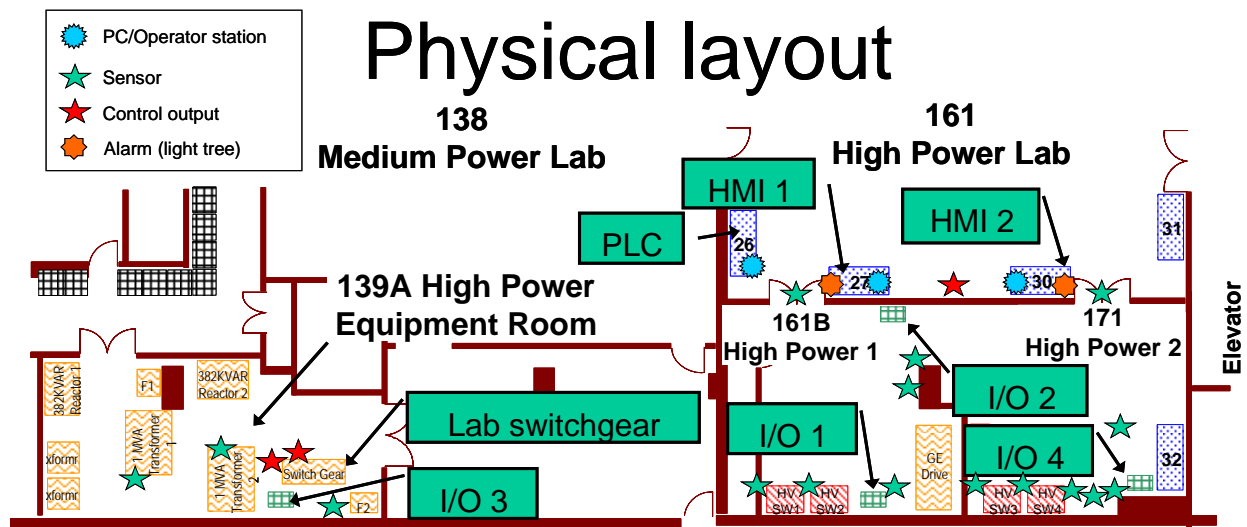 Physical layout
PC/Operator station
Sensor
Control output
Alarm (light tree)
138
Medium Power Lab
161
High Power Lab
HMI 1
HMI 2
PLC
26
27
30
31
139A High Power
Equipment Room
161B
High Power 1
171
High Power 2
Elevator
382KVAR
Reactor 1
F1
382KVAR
Reactor 2
1 MVA
Transformer
1
1 MVA
Transformer
2
xformr
xformr
Switch Gear
F2
Lab switchgear
I/O 3
I/O 1
I/O 2
I/O 4
GE
Drive
HV
SW1
HV
SW2
HV
SW3
HV
SW4
32